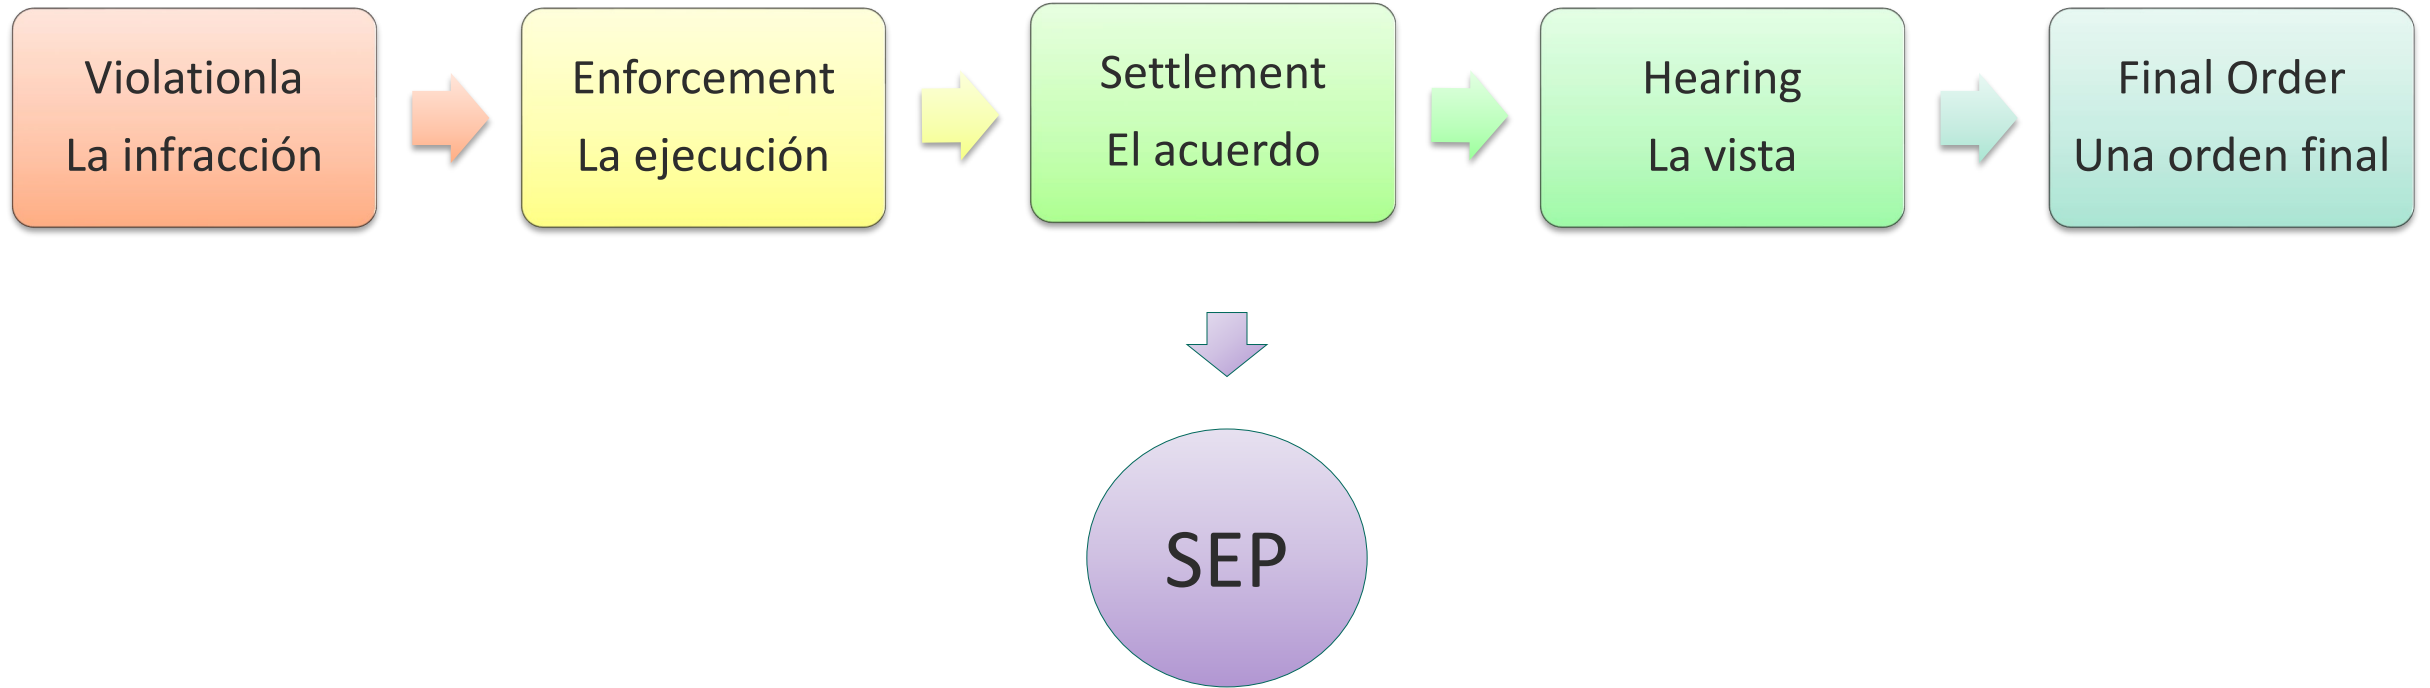 Violationla
La infracción
Enforcement
La ejecución
Settlement
El acuerdo
Hearing
La vista
Final Order
Una orden final
SEP